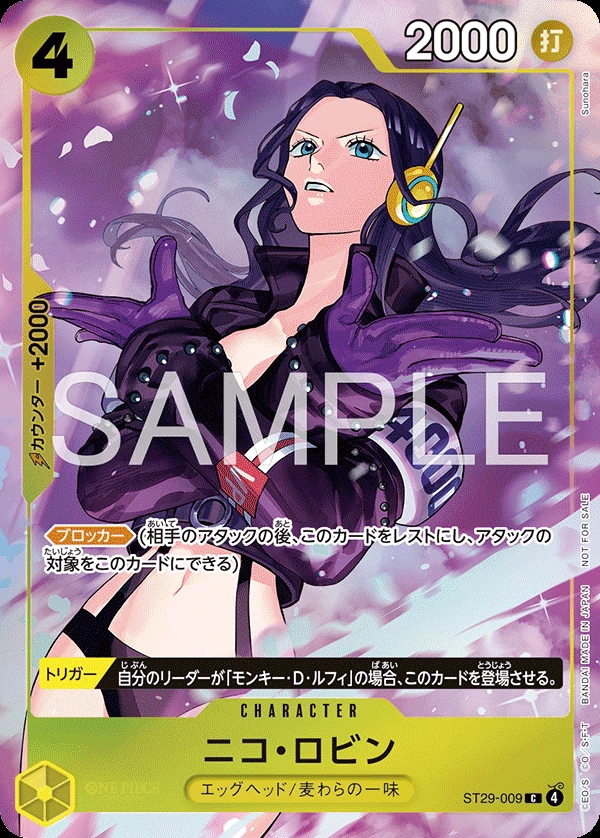 4
2000
打
Sunohara
カウンター +2000
SAMPLE
4000
ブロッカー (相手のアタックの後、このカードをレストにし、アタックの
対象をこのカードにできる)
トリガー 自分のリーダーが「モンキー・D・ルフィ」の場合、このカードを登場させる。
CHARACTER
ニコ・ロビン
エッグヘッド/麦わらの一味
ONE PIECE
ST29-009 C 4
©E.O/S. ©O/S.F.T BANDAI MADE IN JAPAN NOT FOR SALE